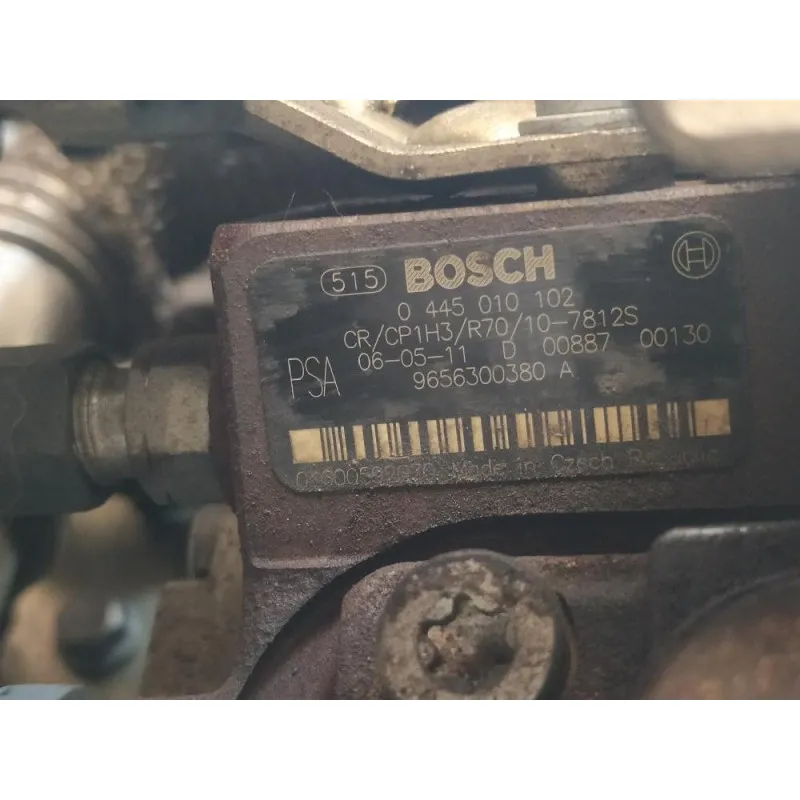 515 BOSCH
0 445 010 102
CR/CP1H3/R70/10-7812S
PSA 06-05-11 D 00887 00130
9656300380 A
Made in Czech Republic